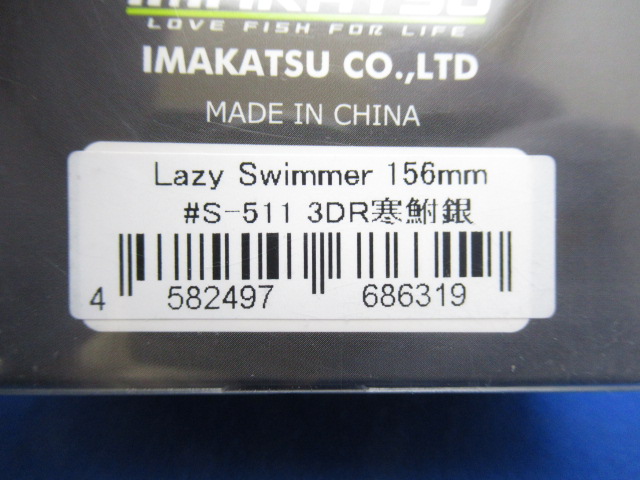 IMAKATSU
LOVE FISH FOR LIFE
IMAKATSU CO.,LTD
MADE IN CHINA
Lazy Swimmer 156mm
#S-511 3DR寒鮒銀
4 582497 686319